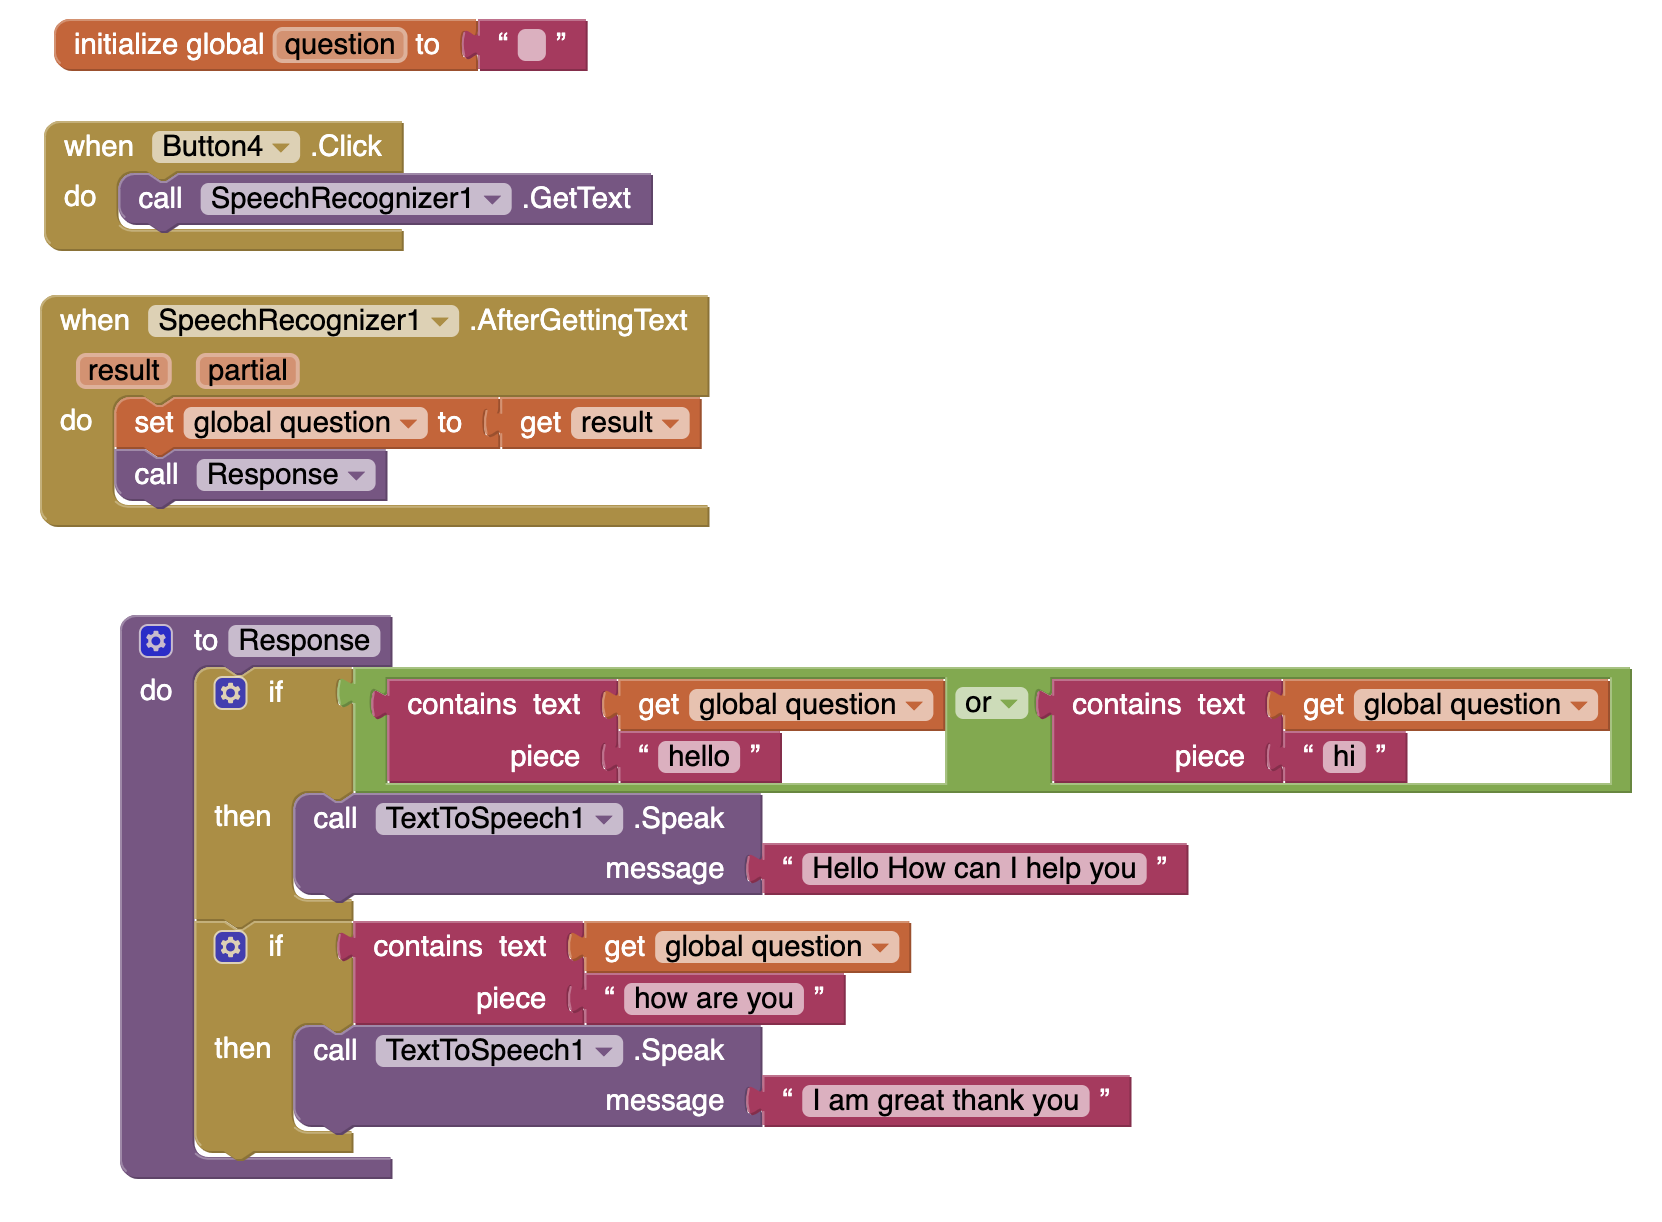 initialize global question to “ ”
when Button4 .Click
do call SpeechRecognizer1 .GetText
when SpeechRecognizer1 .AfterGettingText
result partial
do set global question to get result
call Response
to Response
do if contains text get global question or contains text get global question
piece “ hello ” piece “ hi ”
then call TextToSpeech1 .Speak
message “ Hello How can I help you ”
if contains text get global question
piece “ how are you ”
then call TextToSpeech1 .Speak
message “ I am great thank you ”